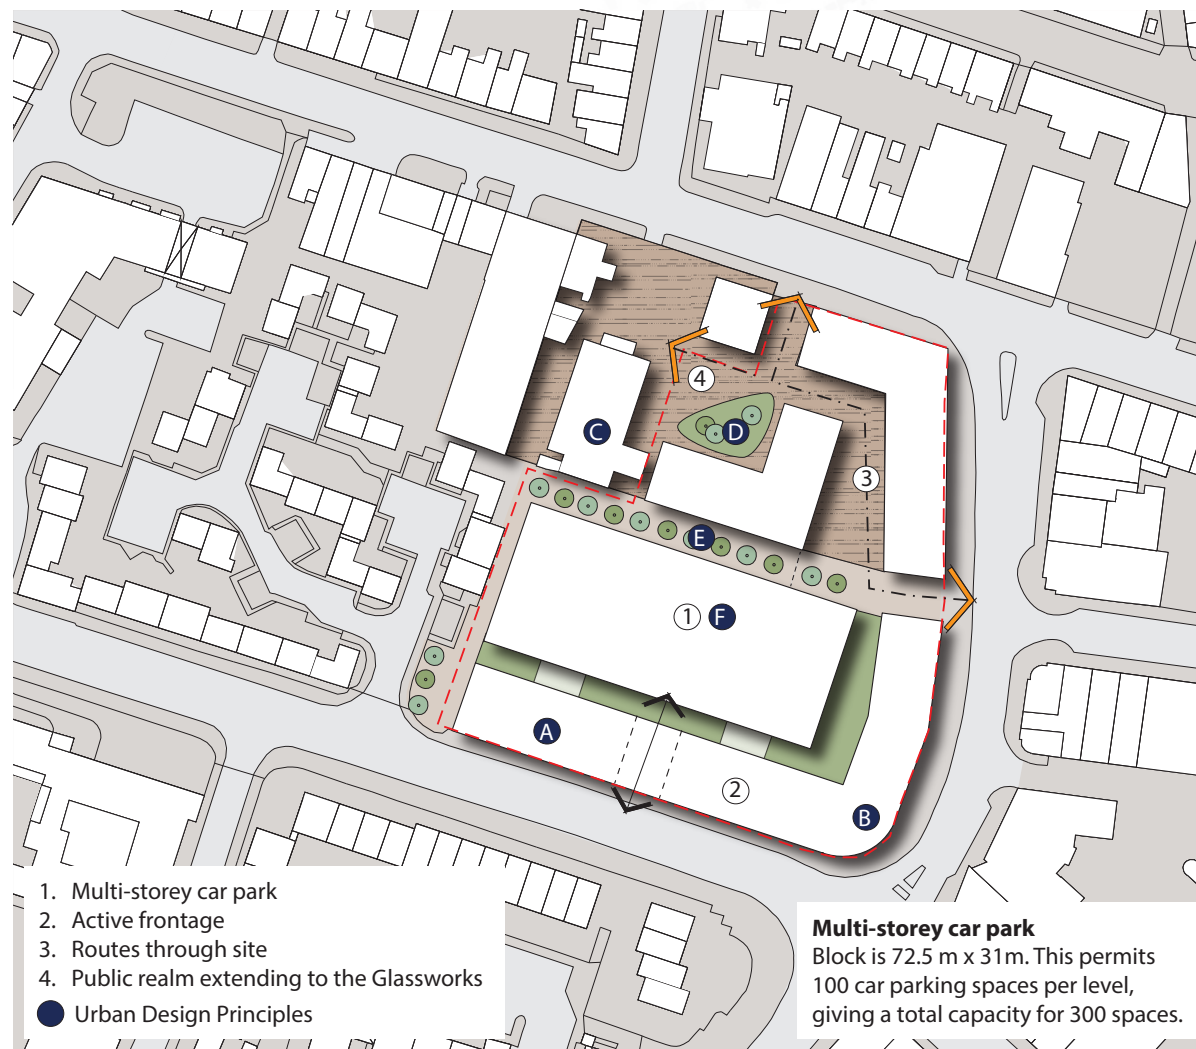 4
C
D
3
E
1 F
A
2
B
1. Multi-storey car park
2. Active frontage
3. Routes through site
4. Public realm extending to the Glassworks
Urban Design Principles
Multi-storey car park
Block is 72.5 m x 31m. This permits
100 car parking spaces per level,
giving a total capacity for 300 spaces.